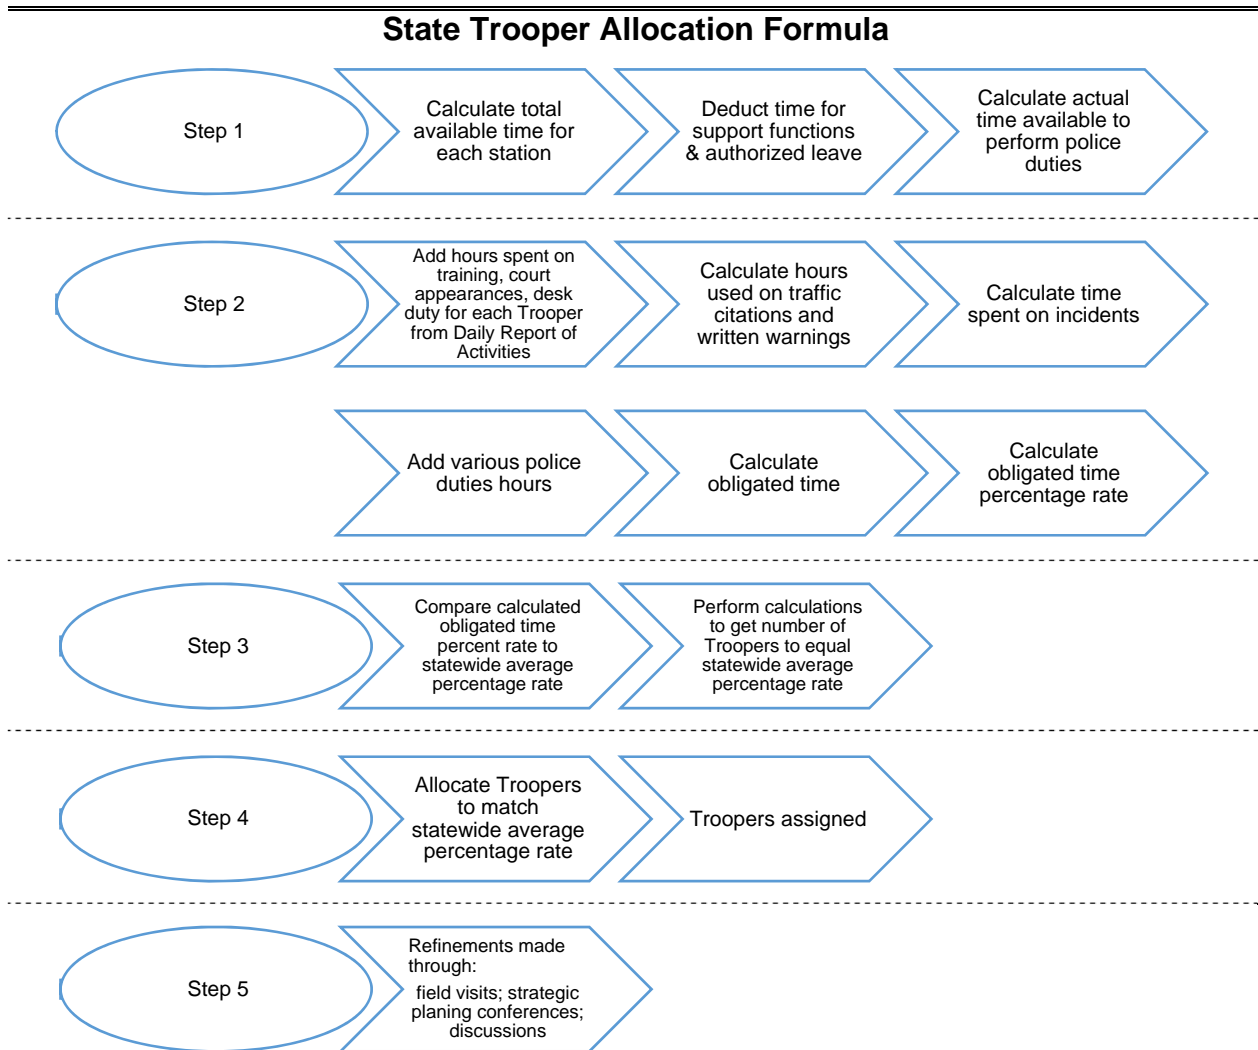 State Trooper Allocation Formula
Step 1
Calculate total
available time for
each station
Deduct time for
support functions
& authorized leave
Calculate actual
time available to
perform police
duties
Step 2
Add hours spent on
training, court
appearances, desk
duty for each Trooper
from Daily Report of
Activities
Calculate hours
used on traffic
citations and
written warnings
Calculate time
spent on incidents
Add various police
duties hours
Calculate
obligated time
Calculate
obligated time
percentage rate
Step 3
Compare calculated
obligated time
percent rate to
statewide average
percentage rate
Perform calculations
to get number of
Troopers to equal
statewide average
percentage rate
Step 4
Allocate Troopers
to match
statewide average
percentage rate
Troopers assigned
Step 5
Refinements made
through:
field visits; strategic
planing conferences;
discussions